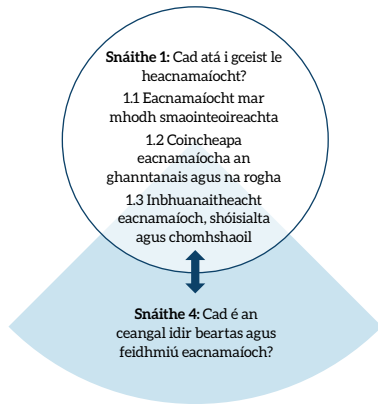 Snáithe 1: Cad atá i gceist le
heacnamaíocht?
1.1 Eacnamaíocht mar
mhodh smaointeoireachta
1.2 Coincheapa
eacnamaíocha an
ghanntanais agus na rogha
1.3 Inbhuanaitheacht
eacnamaíoch, shóisialta
agus chomhshaoil
Snáithe 4: Cad é an
ceangal idir beartas agus
feidhmiú eacnamaíoch?